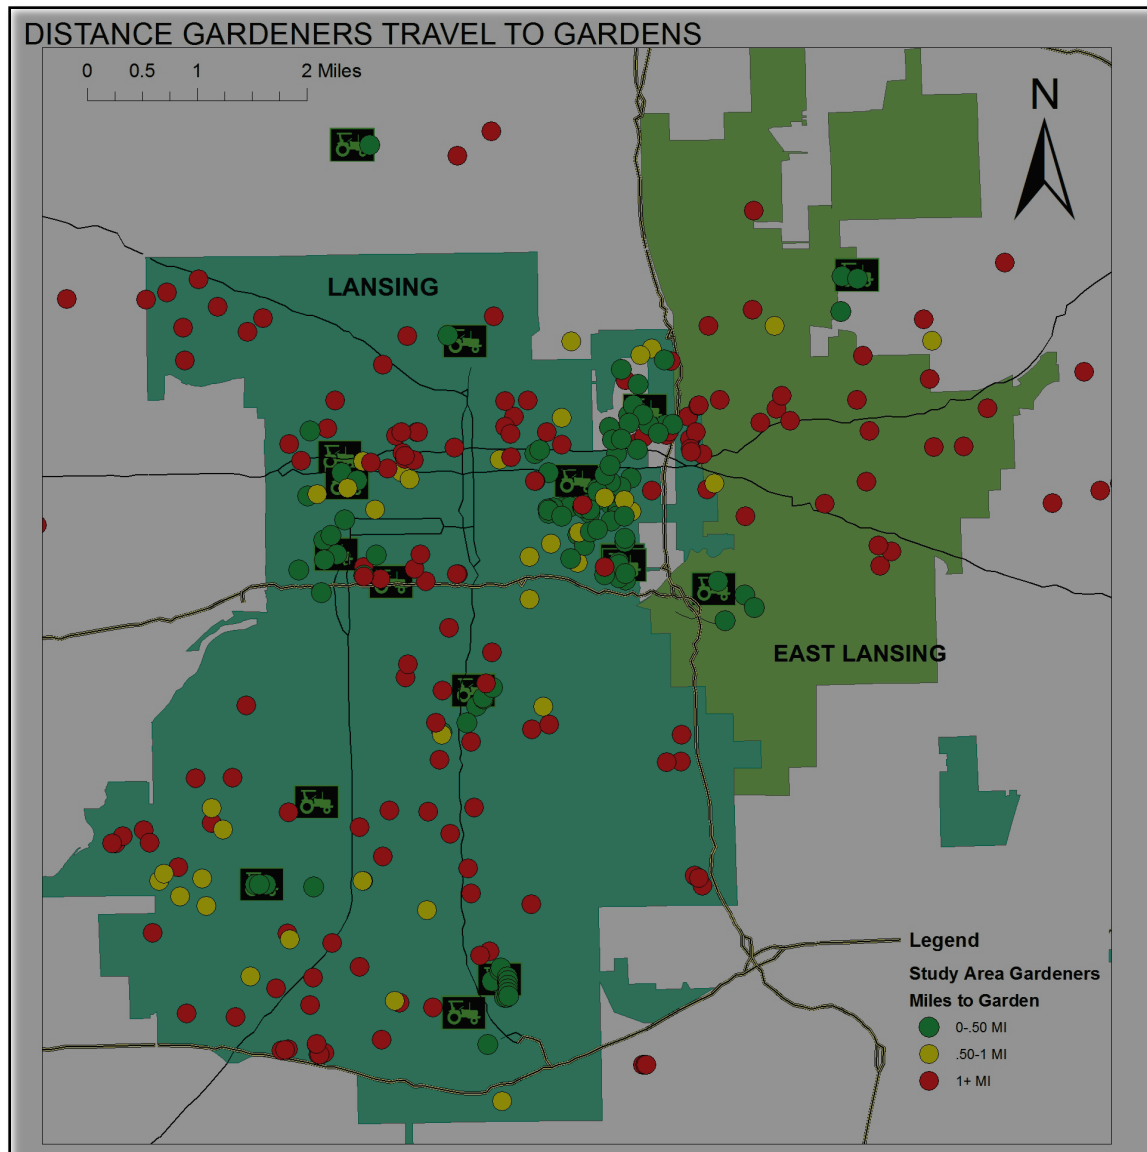 DISTANCE GARDENERS TRAVEL TO GARDENS
0 0.5 1 2 Miles
N
LANSING
EAST LANSING
Legend
Study Area Gardeners
Miles to Garden
0-.50 MI
.50-1 MI
1+ MI